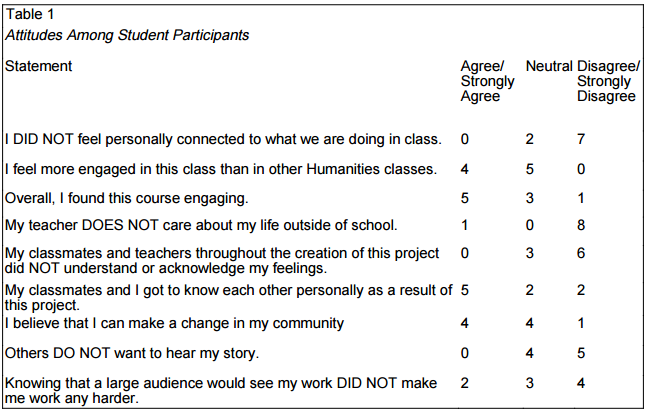 Table 1
Attitudes Among Student Participants
Statement Agree/ Neutral Disagree/
Strongly Strongly
Agree Disagree
I DID NOT feel personally connected to what we are doing in class. 0 2 7
I feel more engaged in this class than in other Humanities classes. 4 5 0
Overall, I found this course engaging. 5 3 1
My teacher DOES NOT care about my life outside of school. 1 0 8
My classmates and teachers throughout the creation of this project 0 3 6
did NOT understand or acknowledge my feelings.
My classmates and I got to know each other personally as a result of 5 2 2
this project.
I believe that I can make a change in my community 4 4 1
Others DO NOT want to hear my story. 0 4 5
Knowing that a large audience would see my work DID NOT make 2 3 4
me work any harder.